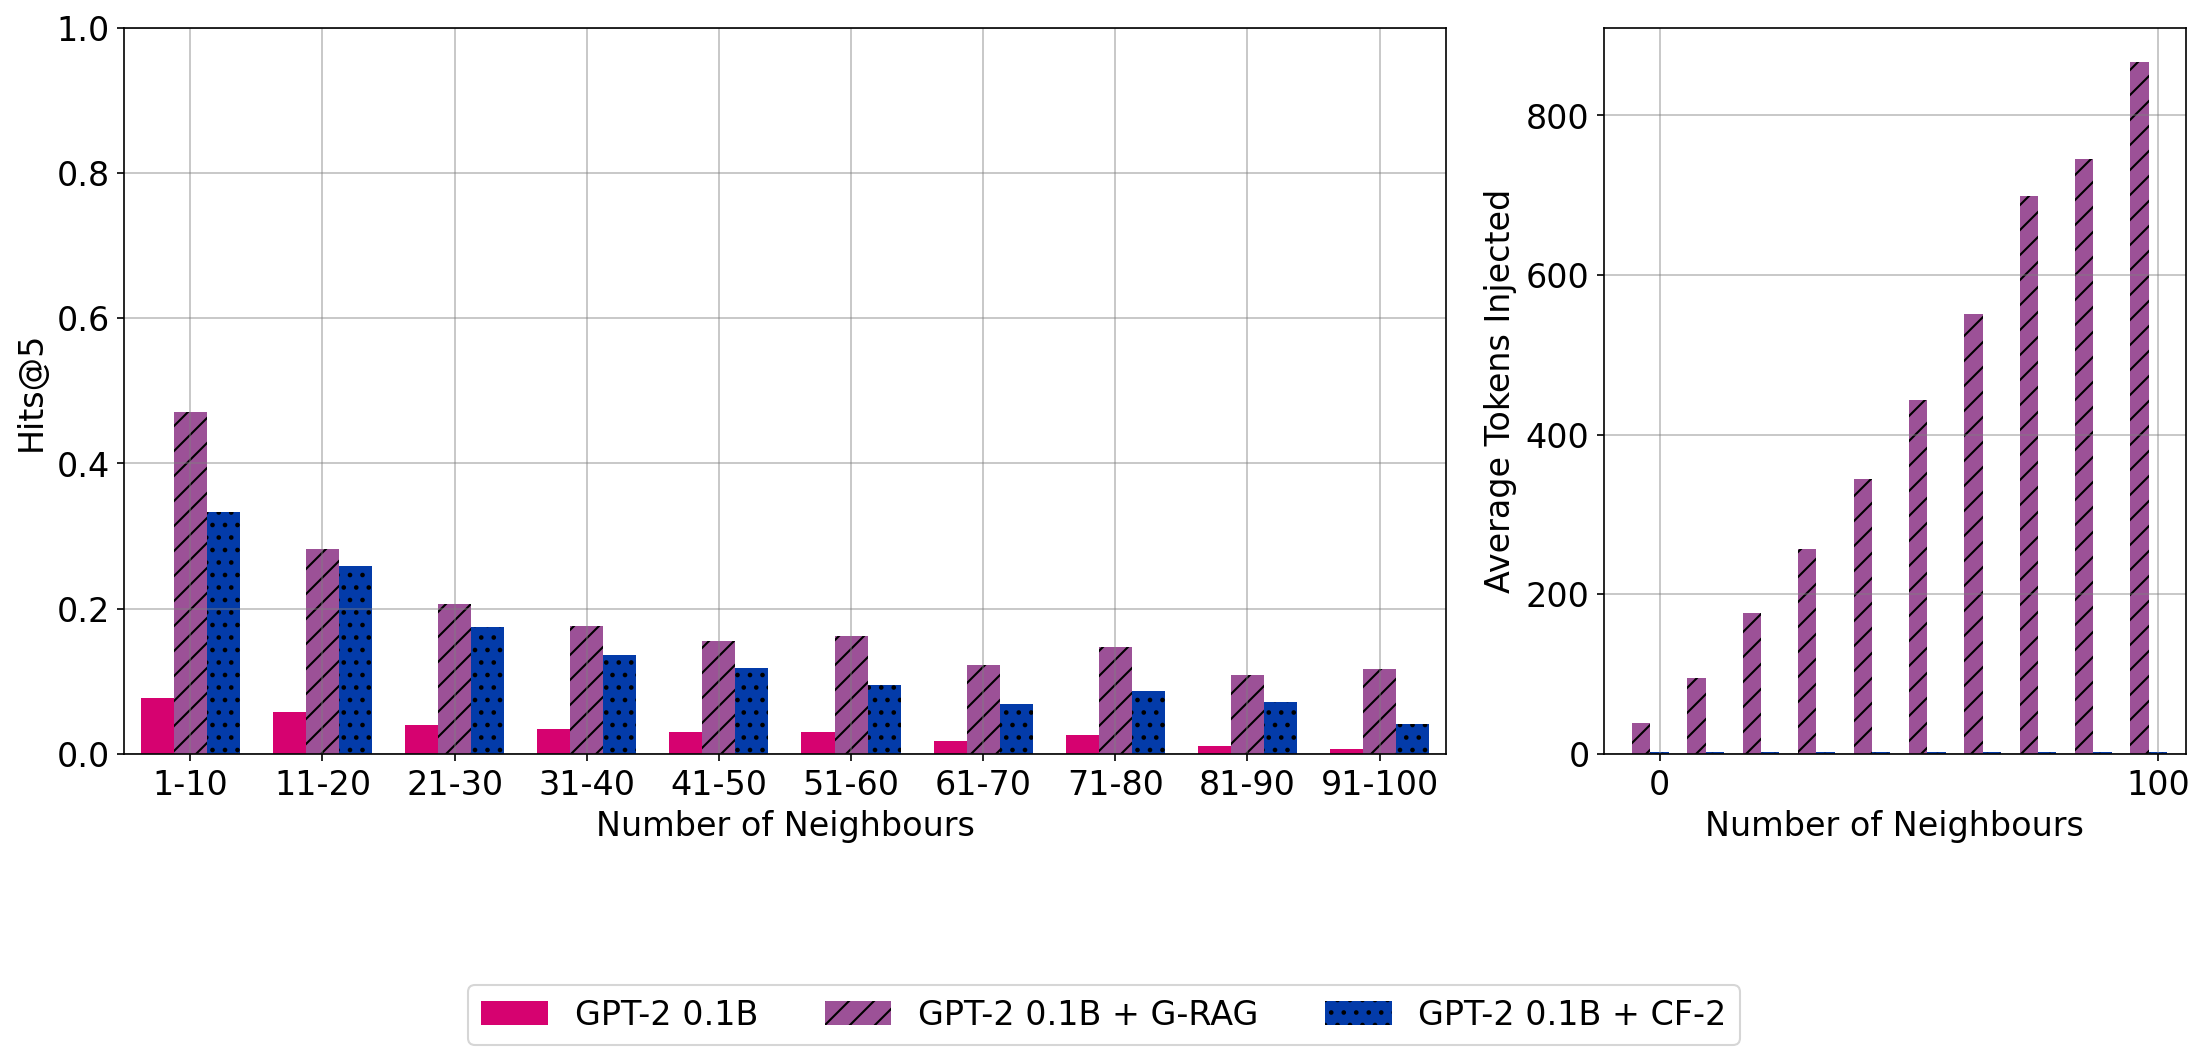 1.0
0.8
0.6
0.4
0.2
0.0
Hits@5
1-10 11-20 21-30 31-40 41-50 51-60 61-70 71-80 81-90 91-100
Number of Neighbours
800
600
400
200
0
Average Tokens Injected
0 100
Number of Neighbours
GPT-2 0.1B GPT-2 0.1B + G-RAG GPT-2 0.1B + CF-2